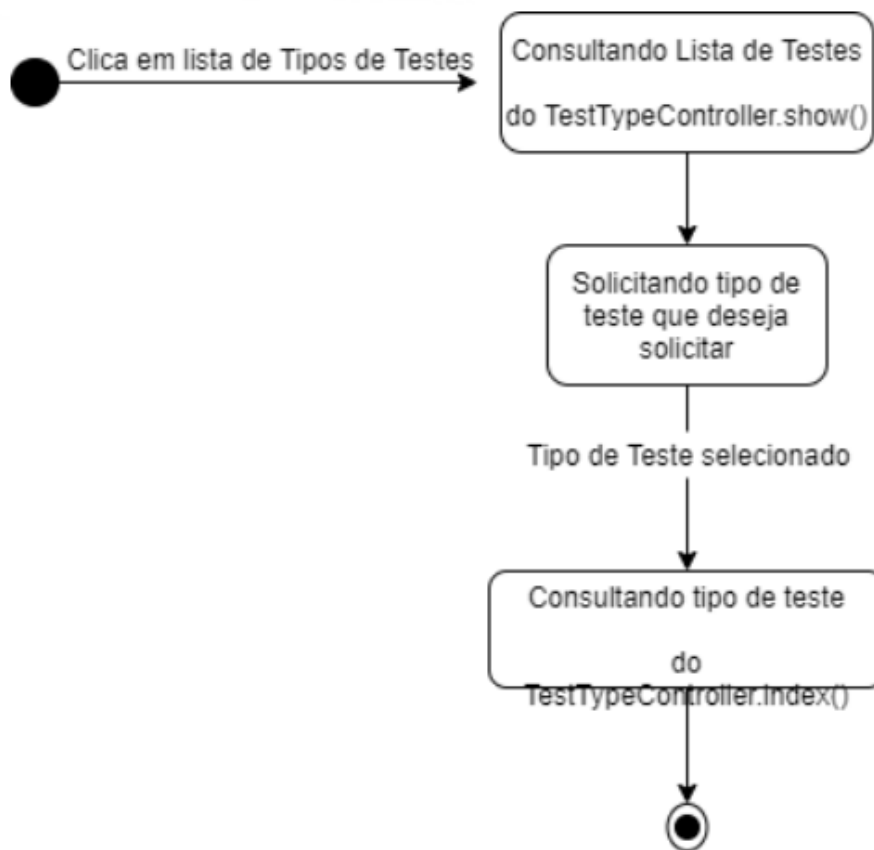 Clica em lista de Tipos de Testes
Consultando Lista de Testes
do TestTypeController.show()
Solicitando tipo de
teste que deseja
solicitar
Tipo de Teste selecionado
Consultando tipo de teste
do
TestTypeController.index()